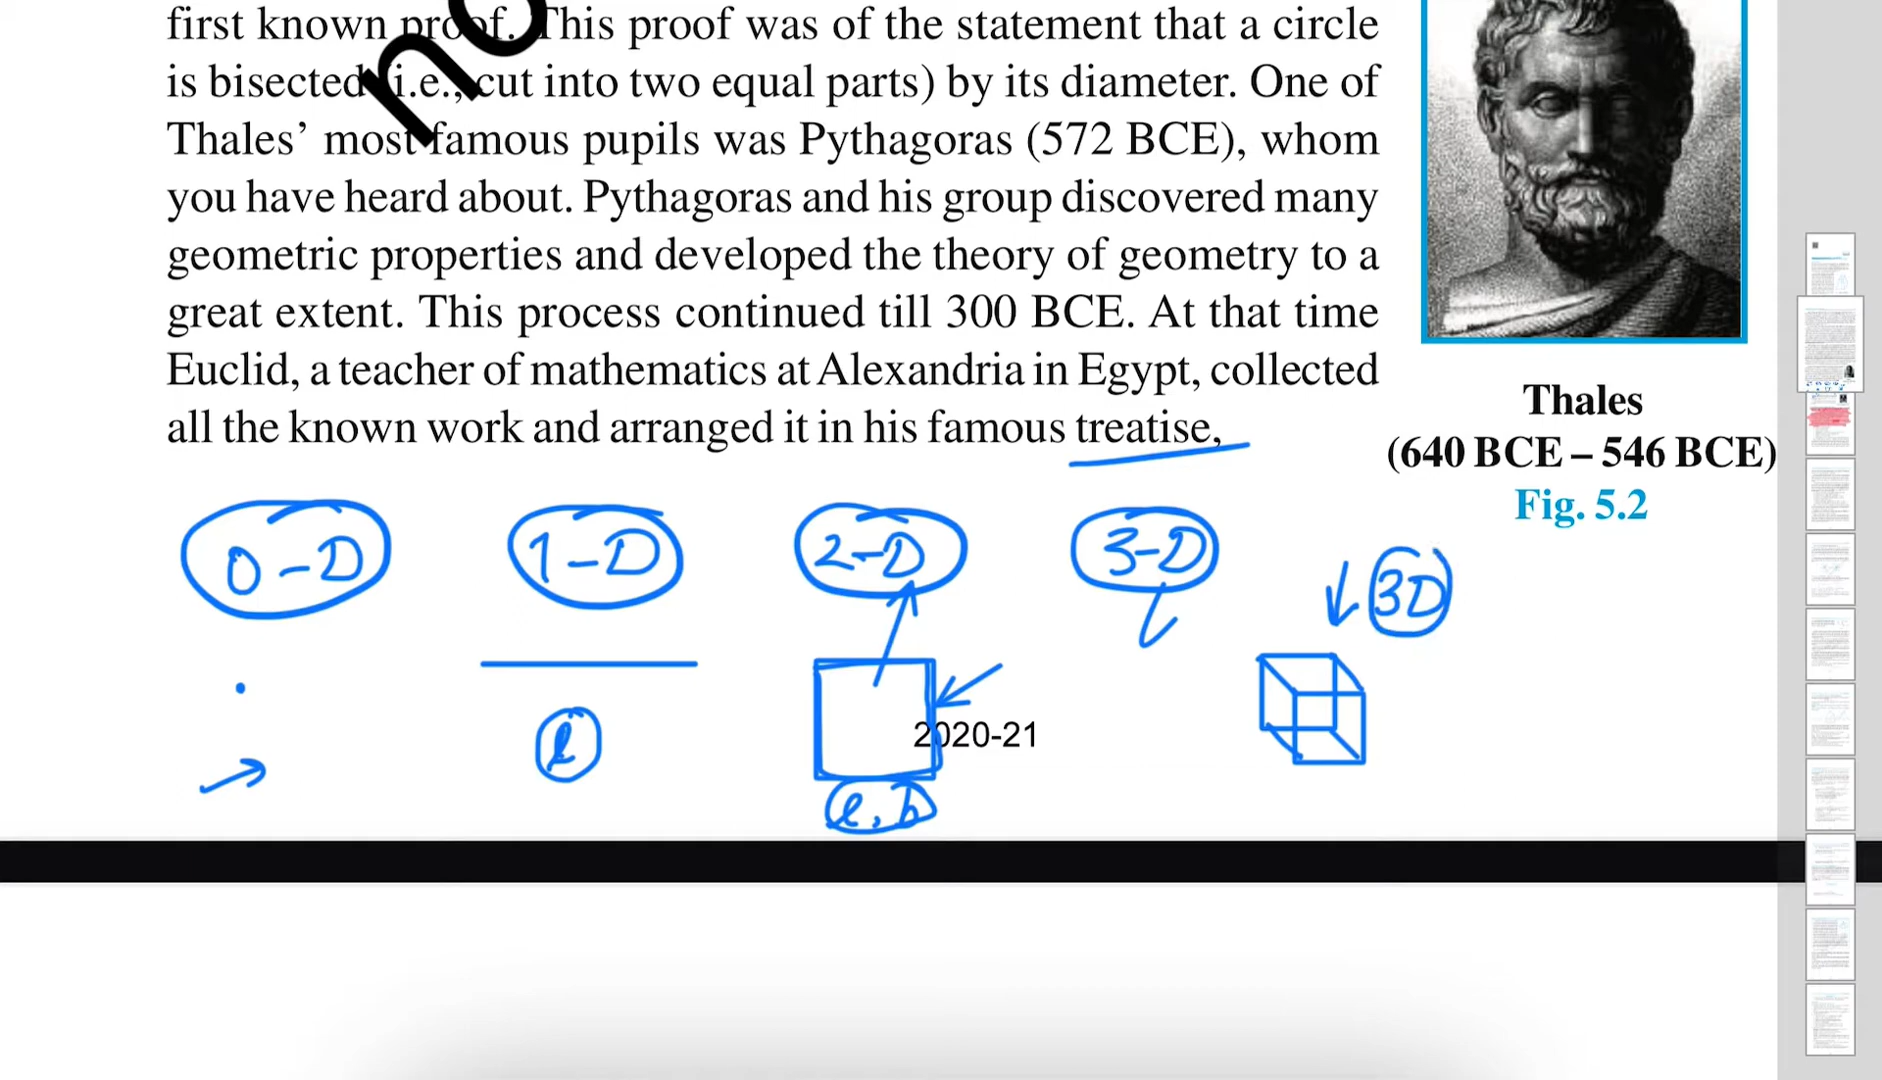 first known proof. This proof was of the statement that a circle
is bisected (i.e., cut into two equal parts) by its diameter. One of
Thales’ most famous pupils was Pythagoras (572 BCE), whom
you have heard about. Pythagoras and his group discovered many
geometric properties and developed the theory of geometry to a
great extent. This process continued till 300 BCE. At that time
Euclid, a teacher of mathematics at Alexandria in Egypt, collected
all the known work and arranged it in his famous treatise,
no
Thales
(640 BCE – 546 BCE)
Fig. 5.2
0-D 1-D 2-D 3-D
3D
l
2020-21
l, b